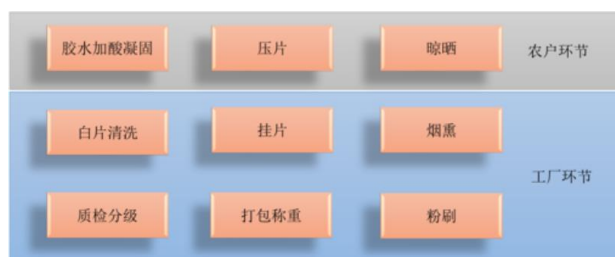 胶水加酸凝固 压片 晾晒 农户环节
白片清洗 挂片 烟熏
工厂环节
质检分级 打包称重 粉刷